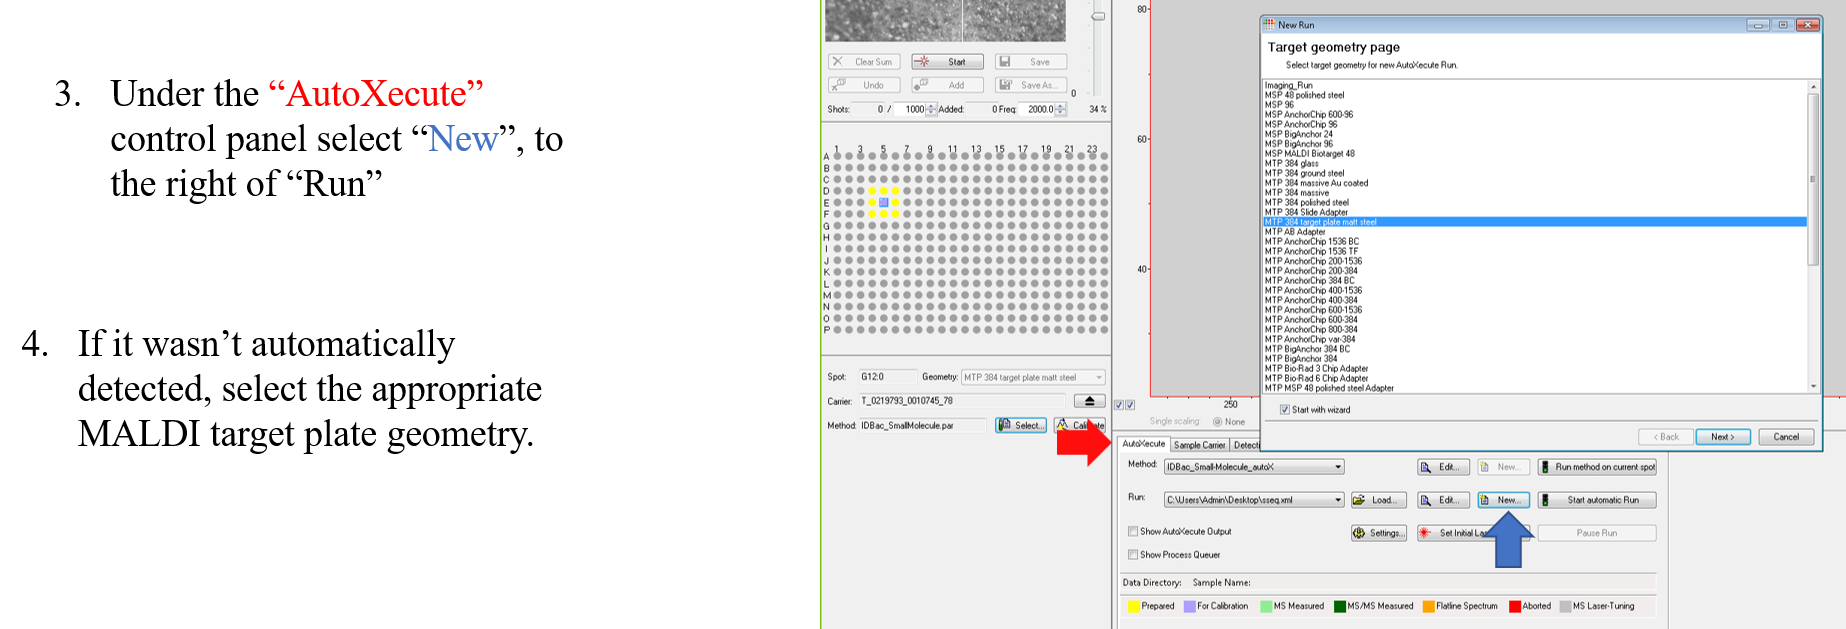 3. Under the “AutoXecute”
control panel select “New”, to
the right of “Run”
4. If it wasn’t automatically
detected, select the appropriate
MALDI target plate geometry.
Clear Sum Start Save
Undo Add Save As...
0
Shots: 0 / 1000 Added: 0 Freq: 2000.0 34 %
1 3 5 7 9 11 13 15 17 19 21 23
A
B
C
D
E
F
G
H
I
J
K
L
M
N
O
P
Spot: G12:0 Geometry: MTP 384 target plate matt steel
Carrier: T_0219793_0010745_78
Method: IDBac_SmallMolecule.par Select...
80
60
40
250
Single scaling: None
New Run
Target geometry page
Select target geometry for new AutoXecute Run.
Imaging_Run
MSP 48 polished steel
MSP 96
MSP AnchorChip 600-96
MSP AnchorChip 96
MSP BigAnchor 24
MSP BigAnchor 96
MSP MALDI Biotarget 48
MTP 384 glass
MTP 384 ground steel
MTP 384 massive Au coated
MTP 384 massive
MTP 384 polished steel
MTP 384 Slide Adapter
MTP 384 target plate matt steel
MTP AB Adapter
MTP AnchorChip 1536 BC
MTP AnchorChip 1536 TF
MTP AnchorChip 200-1536
MTP AnchorChip 200-384
MTP AnchorChip 384 BC
MTP AnchorChip 400-1536
MTP AnchorChip 400-384
MTP AnchorChip 600-1536
MTP AnchorChip 600-384
MTP AnchorChip 800-384
MTP AnchorChip var-384
MTP BigAnchor 384 BC
MTP BigAnchor 384
MTP Bio-Rad 3 Chip Adapter
MTP Bio-Rad 6 Chip Adapter
MTP MSP 48 polished steel Adapter
Start with wizard
< Back Next > Cancel
AutoXecute Sample Carrier Detecti
Method: IDBac_Small-Molecule_autoX Edit... New... Run method on current spot
Run: C:\Users\Admin\Desktop\sseq.xml Load... Edit... New... Start automatic Run
Show AutoXecute Output Settings... Set Initial La Pause Run
Show Process Queuer
Data Directory: Sample Name:
Prepared For Calibration MS Measured MS/MS Measured Flatline Spectrum Aborted MS Laser-Tuning